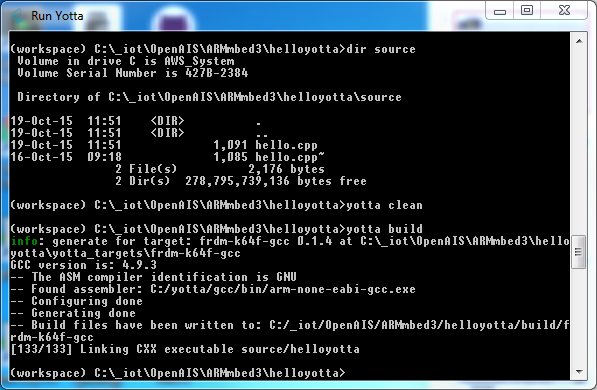 Run Yotta
(workspace) C:\_iot\OpenAIS\ARMmbed3\helloyotta>dir source
Volume in drive C is AWS_System
Volume Serial Number is 427B-2384
Directory of C:\_iot\OpenAIS\ARMmbed3\helloyotta\source
19-Oct-15 11:51 <DIR> .
19-Oct-15 11:51 <DIR> ..
19-Oct-15 11:51 1,091 hello.cpp
16-Oct-15 09:18 1,085 hello.cpp~
2 File(s) 2,176 bytes
2 Dir(s) 278,795,739,136 bytes free
(workspace) C:\_iot\OpenAIS\ARMmbed3\helloyotta>yotta clean
(workspace) C:\_iot\OpenAIS\ARMmbed3\helloyotta>yotta build
info: generate for target: frdm-k64f-gcc 0.1.4 at C:\_iot\OpenAIS\ARMmbed3\hello
yotta\yotta_targets\frdm-k64f-gcc
GCC version is: 4.9.3
-- The ASM compiler identification is GNU
-- Found assembler: C:/yotta/gcc/bin/arm-none-eabi-gcc.exe
-- Configuring done
-- Generating done
-- Build files have been written to: C:/_iot/OpenAIS/ARMmbed3/helloyotta/build/f
rdm-k64f-gcc
[133/133] Linking CXX executable source/helloyotta
(workspace) C:\_iot\OpenAIS\ARMmbed3\helloyotta>